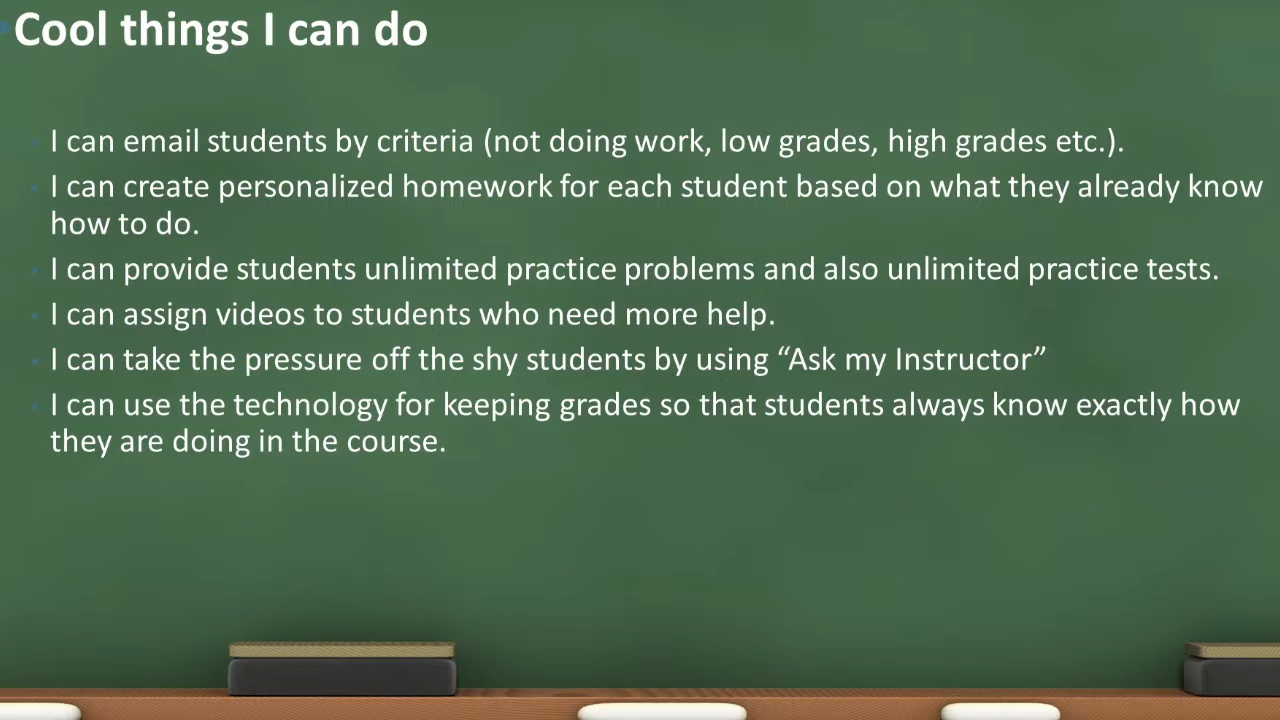 Cool things I can do
I can email students by criteria (not doing work, low grades, high grades etc.).
I can create personalized homework for each student based on what they already know
how to do.
I can provide students unlimited practice problems and also unlimited practice tests.
I can assign videos to students who need more help.
I can take the pressure off the shy students by using “Ask my Instructor”
I can use the technology for keeping grades so that students always know exactly how
they are doing in the course.